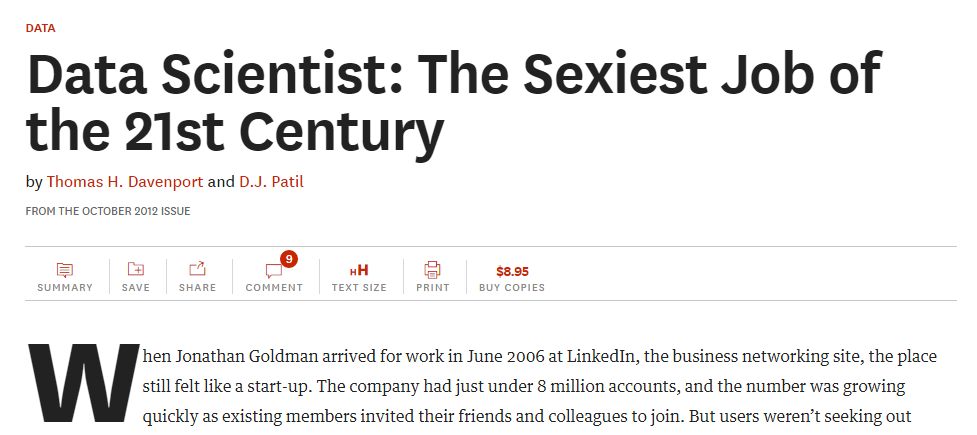 DATA
Data Scientist: The Sexiest Job of
the 21st Century
by Thomas H. Davenport and D.J. Patil
FROM THE OCTOBER 2012 ISSUE
9
HH $8.95
SUMMARY SAVE SHARE COMMENT TEXT SIZE PRINT BUY COPIES
When Jonathan Goldman arrived for work in June 2006 at LinkedIn, the business networking site, the place
still felt like a start-up. The company had just under 8 million accounts, and the number was growing
quickly as existing members invited their friends and colleagues to join. But users weren’t seeking out